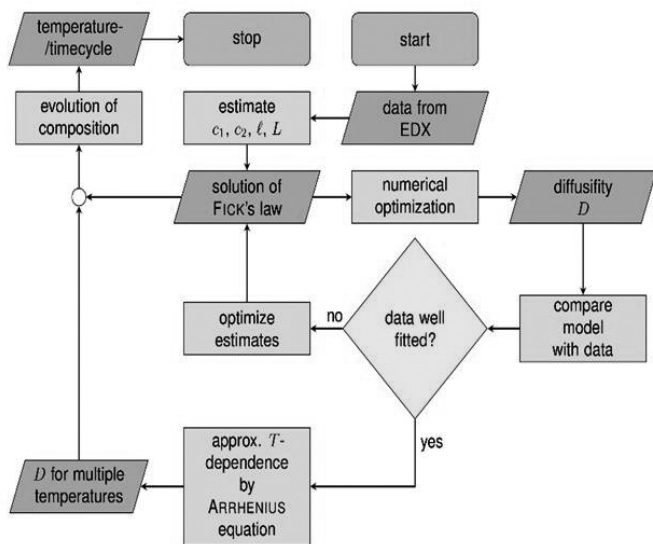 temperature-
/timecycle
stop
start
evolution of
composition
estimate
c₁, c₂, ℓ, L
data from
EDX
solution of
FICK's law
numerical
optimization
diffusifity
D
optimize
estimates
no
data well
fitted?
compare
model
with data
yes
D for multiple
temperatures
approx. T-
dependence
by
ARRHENIUS
equation